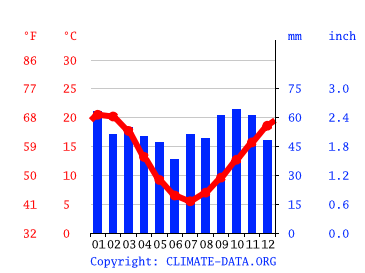 °F °C mm inch
86 30
77 25 75 3.0
68 20 60 2.4
59 15 45 1.8
50 10 30 1.2
41 5 15 0.6
32 0 0 0.0
01 02 03 04 05 06 07 08 09 10 11 12
Copyright: CLIMATE-DATA.ORG